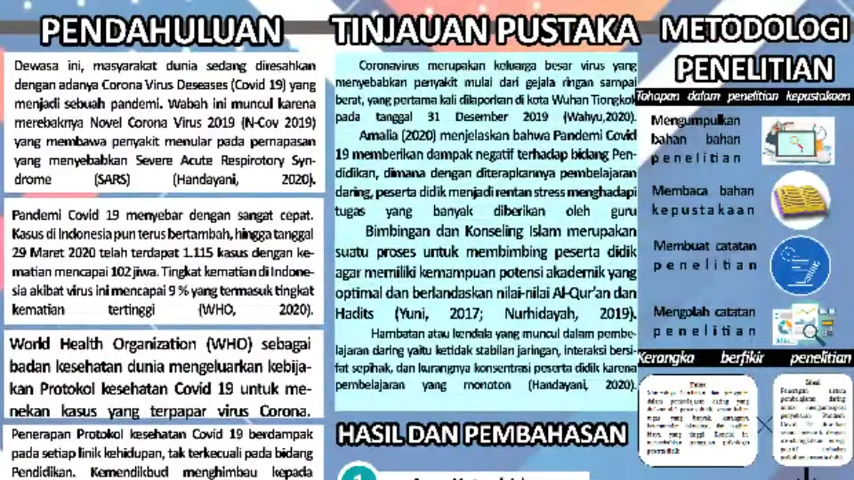 PENDAHULUAN
Dewasa ini, masyarakat dunia sedang diresahkan
dengan adanya Corona Virus Deseases (Covid 19) yang
menjadi sebuah pandemi. Wabah ini muncul karena
merebaknya Novel Corona Virus 2019 (N-Cov 2019)
yang membawa penyakit menular pada pernapasan
yang menyebabkan Severe Acute Respirotory Syn-
drome (SARS) (Handayani, 2020).
Pandemi Covid 19 menyebar dengan sangat cepat.
Kasus di Indonesia pun terus bertambah, hingga tanggal
29 Maret 2020 telah terdapat 1.115 kasus dengan ke-
matian mencapai 102 jiwa. Tingkat kematian di Indone-
sia akibat virus ini mencapai 9 % yang termasuk tingkat
kematian tertinggi (WHO, 2020).
World Health Organization (WHO) sebagai
badan kesehatan dunia mengeluarkan kebija-
kan Protokol kesehatan Covid 19 untuk me-
nekan kasus yang terpapar virus Corona.
Penerapan Protokol kesehatan Covid 19 berdampak
pada setiap lini kehidupan, tak terkecuali pada bidang
Pendidikan. Kemendikbud menghimbau kepada
TINJAUAN PUSTAKA
Coronavirus merupakan keluarga besar virus yang
menyebabkan penyakit mulai dari gejala ringan sampai
berat, yang pertama kali dilaporkan di kota Wuhan Tiongkok
pada tanggal 31 Desember 2019 (Wahyu,2020).
Amalia (2020) menjelaskan bahwa Pandemi Covid
19 memberikan dampak negatif terhadap bidang Pen-
didikan, dimana dengan diterapkannya pembelajaran
daring, peserta didik menjadi rentan stress menghadapi
tugas yang banyak diberikan oleh guru
Bimbingan dan Konseling Islam merupakan
suatu proses untuk membimbing peserta didik
agar memiliki kemampuan potensi akademik yang
optimal dan berlandaskan nilai-nilai Al-Qur'an dan
Hadits (Yuni, 2017; Nurhidayah, 2019).
Hambatan atau kendala yang muncul dalam pembe-
lajaran daring yaitu ketidak stabilan jaringan, interaksi bersi-
fat sepihak, dan kurangnya konsentrasi peserta didik karena
pembelajaran yang monoton (Handayani, 2020).
HASIL DAN PEMBAHASAN
1
METODOLOGI
PENELITIAN
Tahapan dalam penelitian kepustakaan
Mengumpulkan
bahan bahan
penelitian
Membaca bahan
kepustakaan
Membuat catatan
penelitian
Mengolah catatan
penelitian
Kerangka berfikir penelitian